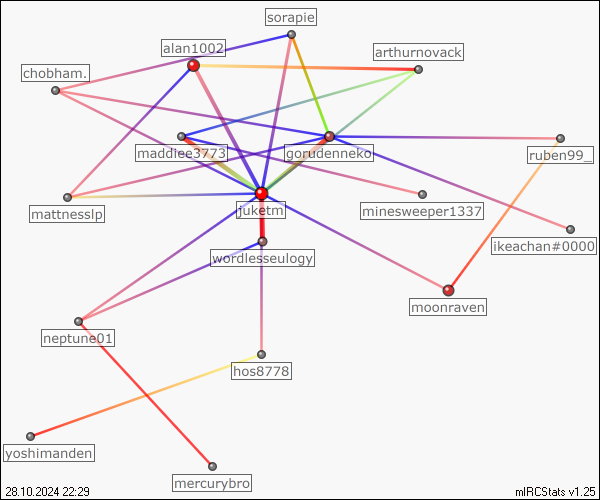 sorapie
alan1002
arthurnovack
chobham.
maddlee3773
gorudenneko
ruben99_
mattnesslp
juketm
minesweeper1337
ikeachan#0000
wordlesseulogy
moonraven
neptune01
hos8778
yoshimanden
mercurybro
28.10.2024 22:29
mIRCStats v1.25